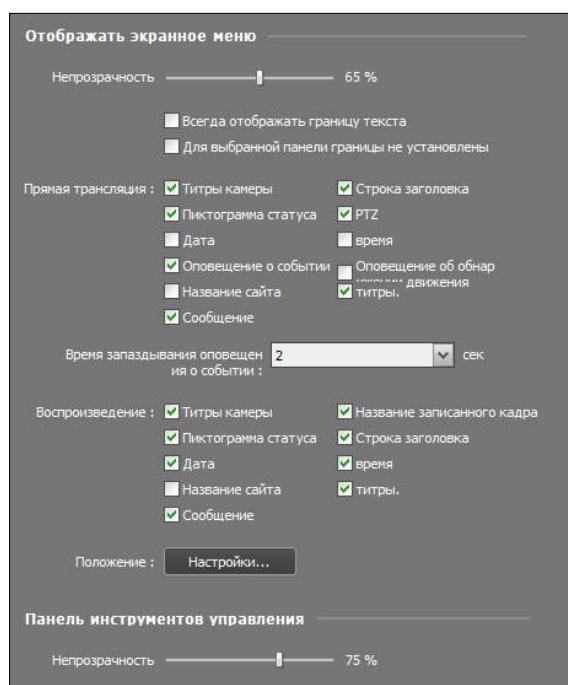 Отображать экранное меню
Непрозрачность 65 %
Всегда отображать границу текста
Для выбранной панели границы не установлены
Прямая трансляция : Титры камеры Строка заголовка
Пиктограмма статуса PTZ
Дата время
Оповещение о событии Оповещение об обнар
движения
Название сайта титры.
Сообщение
Время запаздывания оповещен
ия о событии : 2 сек
Воспроизведение : Титры камеры Название записанного кадра
Пиктограмма статуса Строка заголовка
Дата время
Название сайта титры.
Сообщение
Положение : Настройки...
Панель инструментов управления
Непрозрачность 75 %